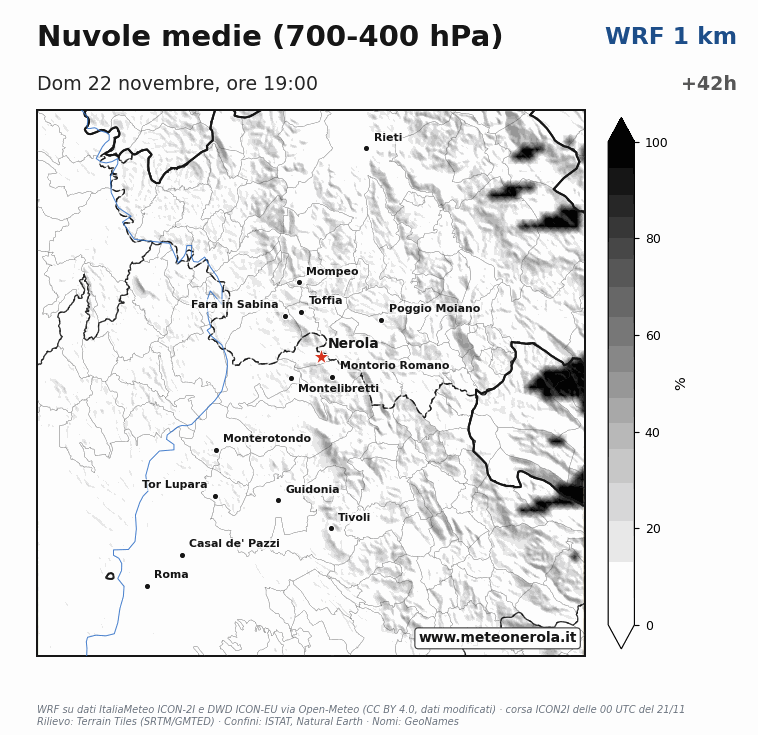 Nuvole medie (700-400 hPa)
WRF 1 km
Dom 22 novembre, ore 19:00
+42h
Rieti
Mompeo
Fara in Sabina
Toffia
Poggio Moiano
Nerola
Montorio Romano
Montelibretti
Monterotondo
Tor Lupara
Guidonia
Tivoli
Casal de' Pazzi
Roma
www.meteonerola.it
100
80
60
%
40
20
0
WRF su dati ItaliaMeteo ICON-2I e DWD ICON-EU via Open-Meteo (CC BY 4.0, dati modificati) · corsa ICON2I delle 00 UTC del 21/11
Rilievo: Terrain Tiles (SRTM/GMTED) · Confini: ISTAT, Natural Earth · Nomi: GeoNames